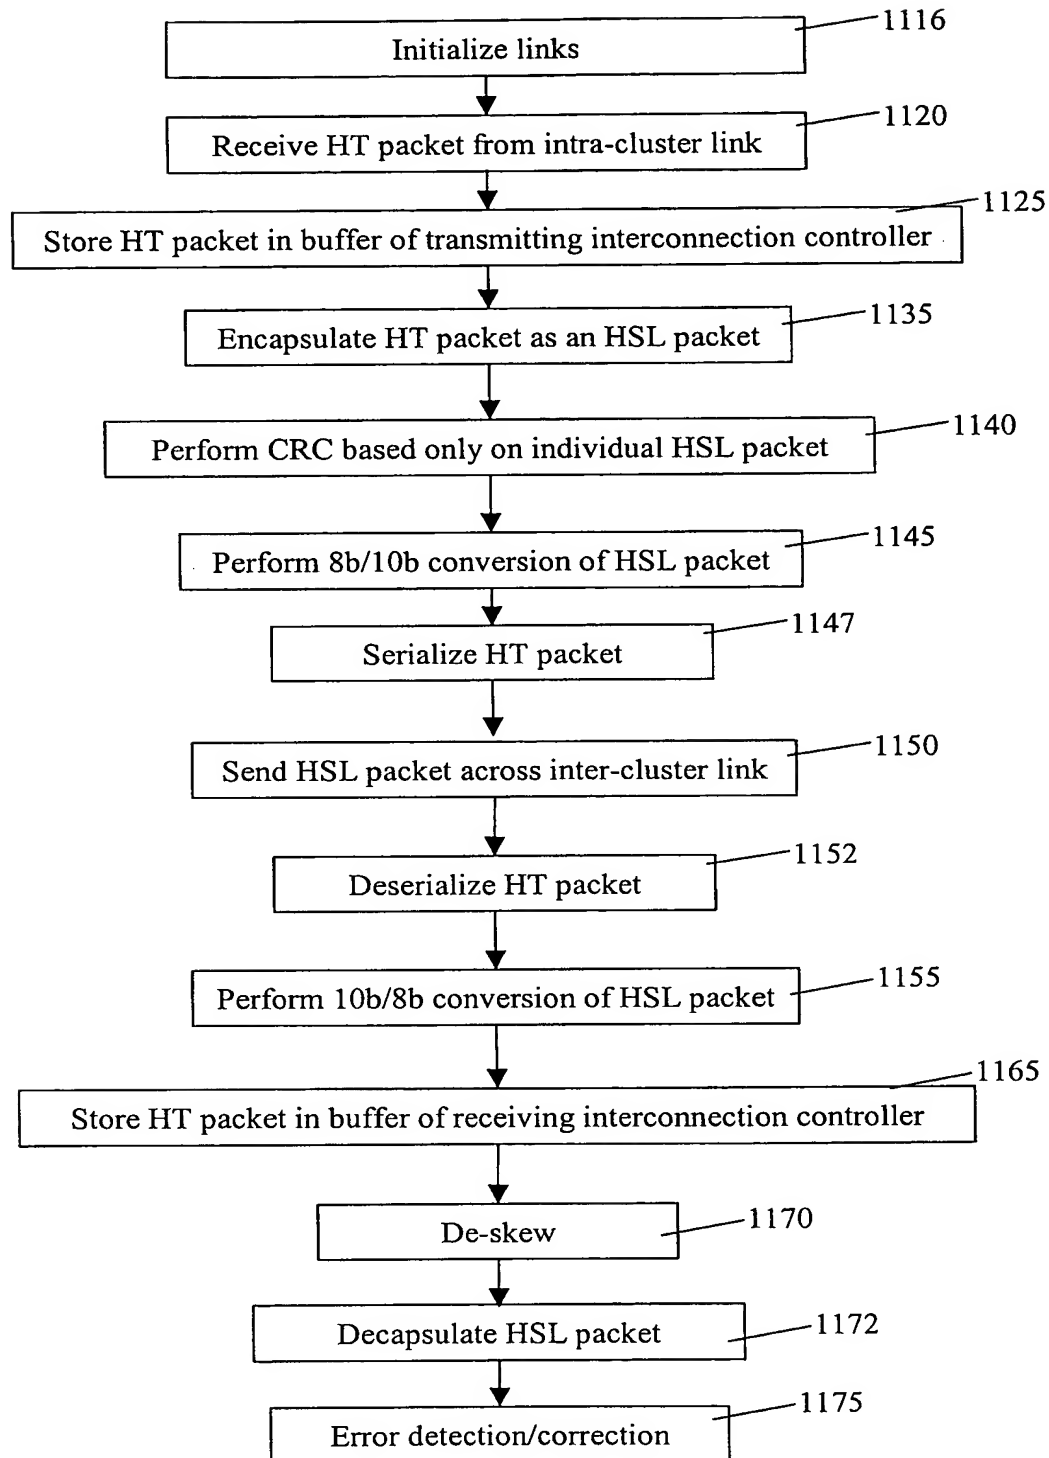 1116
Initialize links
1120
Receive HT packet from intra-cluster link
1125
Store HT packet in buffer of transmitting interconnection controller
1135
Encapsulate HT packet as an HSL packet
1140
Perform CRC based only on individual HSL packet
1145
Perform 8b/10b conversion of HSL packet
1147
Serialize HT packet
1150
Send HSL packet across inter-cluster link
1152
Deserialize HT packet
1155
Perform 10b/8b conversion of HSL packet
1165
Store HT packet in buffer of receiving interconnection controller
1170
De-skew
1172
Decapsulate HSL packet
1175
Error detection/correction